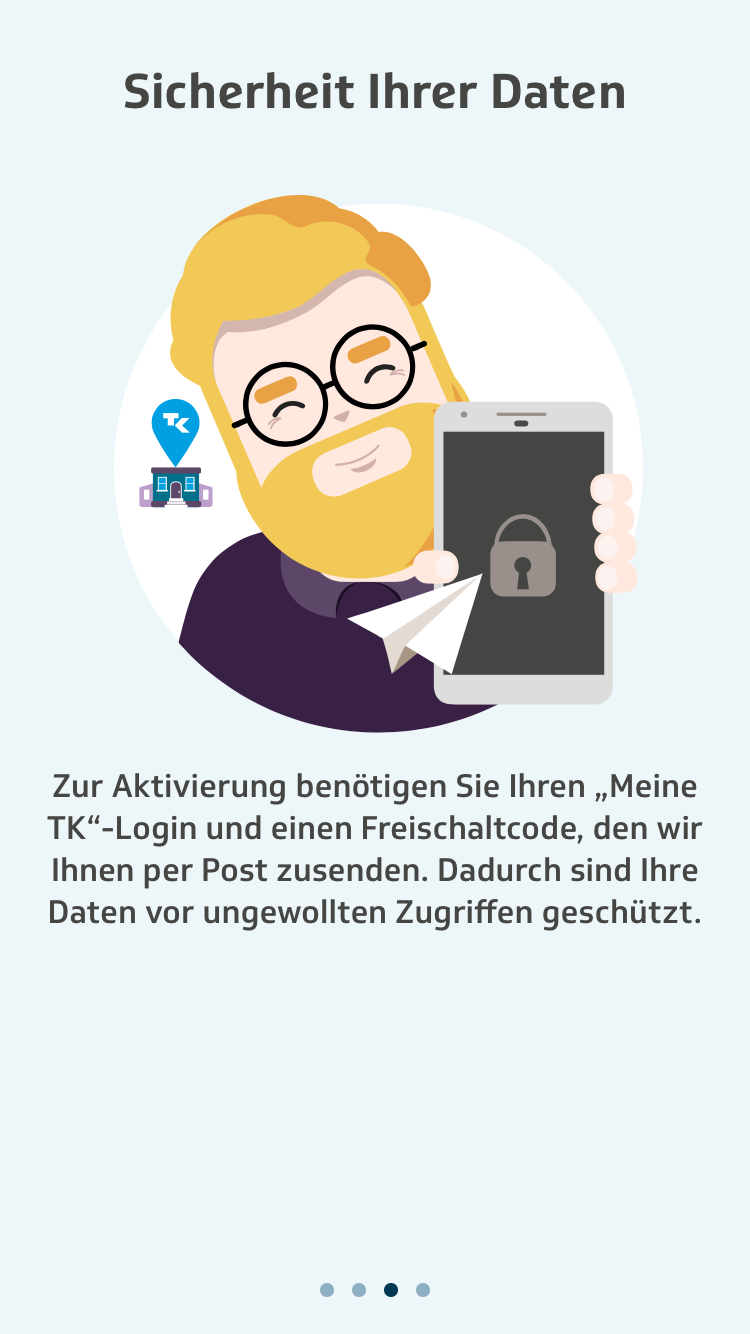 Sicherheit Ihrer Daten
TK
Zur Aktivierung benötigen Sie Ihren „Meine
TK“-Login und einen Freischaltcode, den wir
Ihnen per Post zusenden. Dadurch sind Ihre
Daten vor ungewollten Zugriffen geschützt.